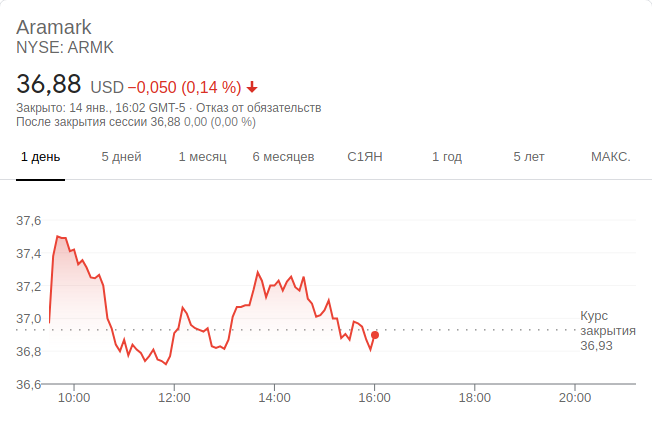 Aramark
NYSE: ARMK
36,88 USD −0,050 (0,14 %)
Закрыто: 14 янв., 16:02 GMT-5 · Отказ от обязательств
После закрытия сессии 36,88 0,00 (0,00 %)
1 день 5 дней 1 месяц 6 месяцев С1ЯН 1 год 5 лет МАКС.
37,6
37,4
37,2
37,0
36,8
36,6
Курс
закрытия
36,93
10:00 12:00 14:00 16:00 18:00 20:00